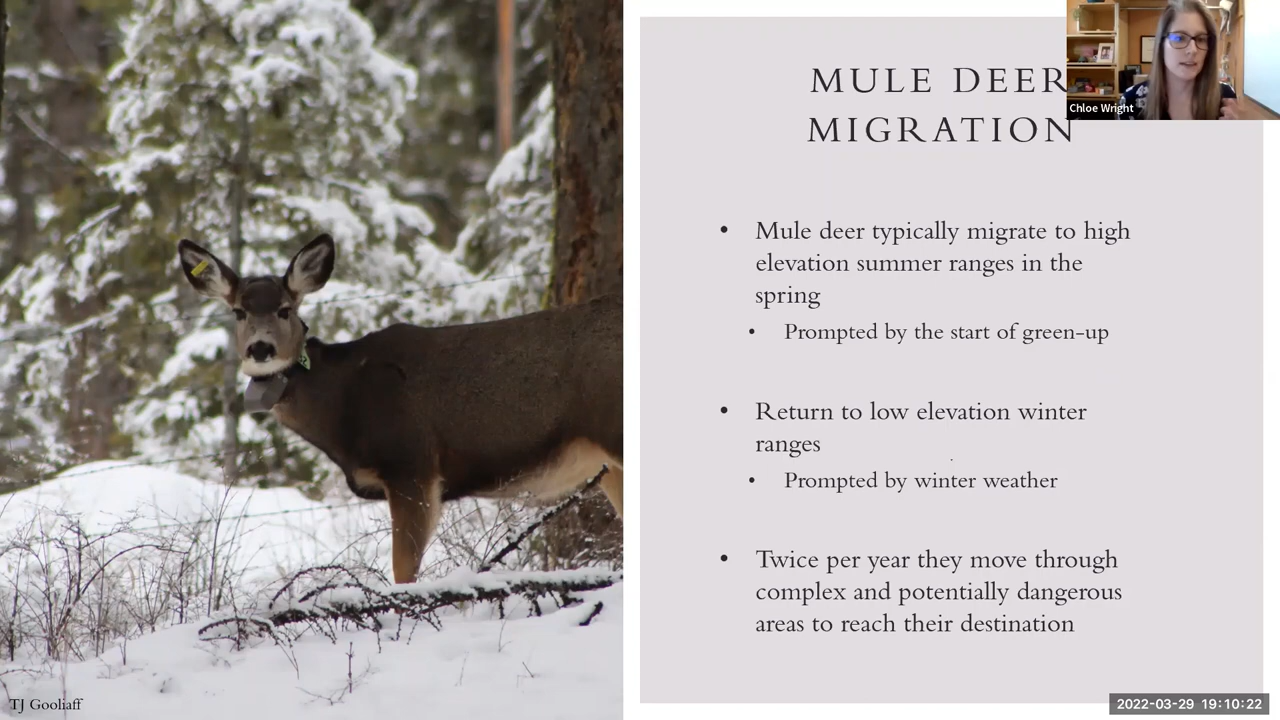 MULE DEER
MIGRATION
Chloe Wright
• Mule deer typically migrate to high
elevation summer ranges in the
spring
• Prompted by the start of green-up
• Return to low elevation winter
ranges
• Prompted by winter weather
• Twice per year they move through
complex and potentially dangerous
areas to reach their destination
TJ Gooliaff
2022-03-29 19:10:22